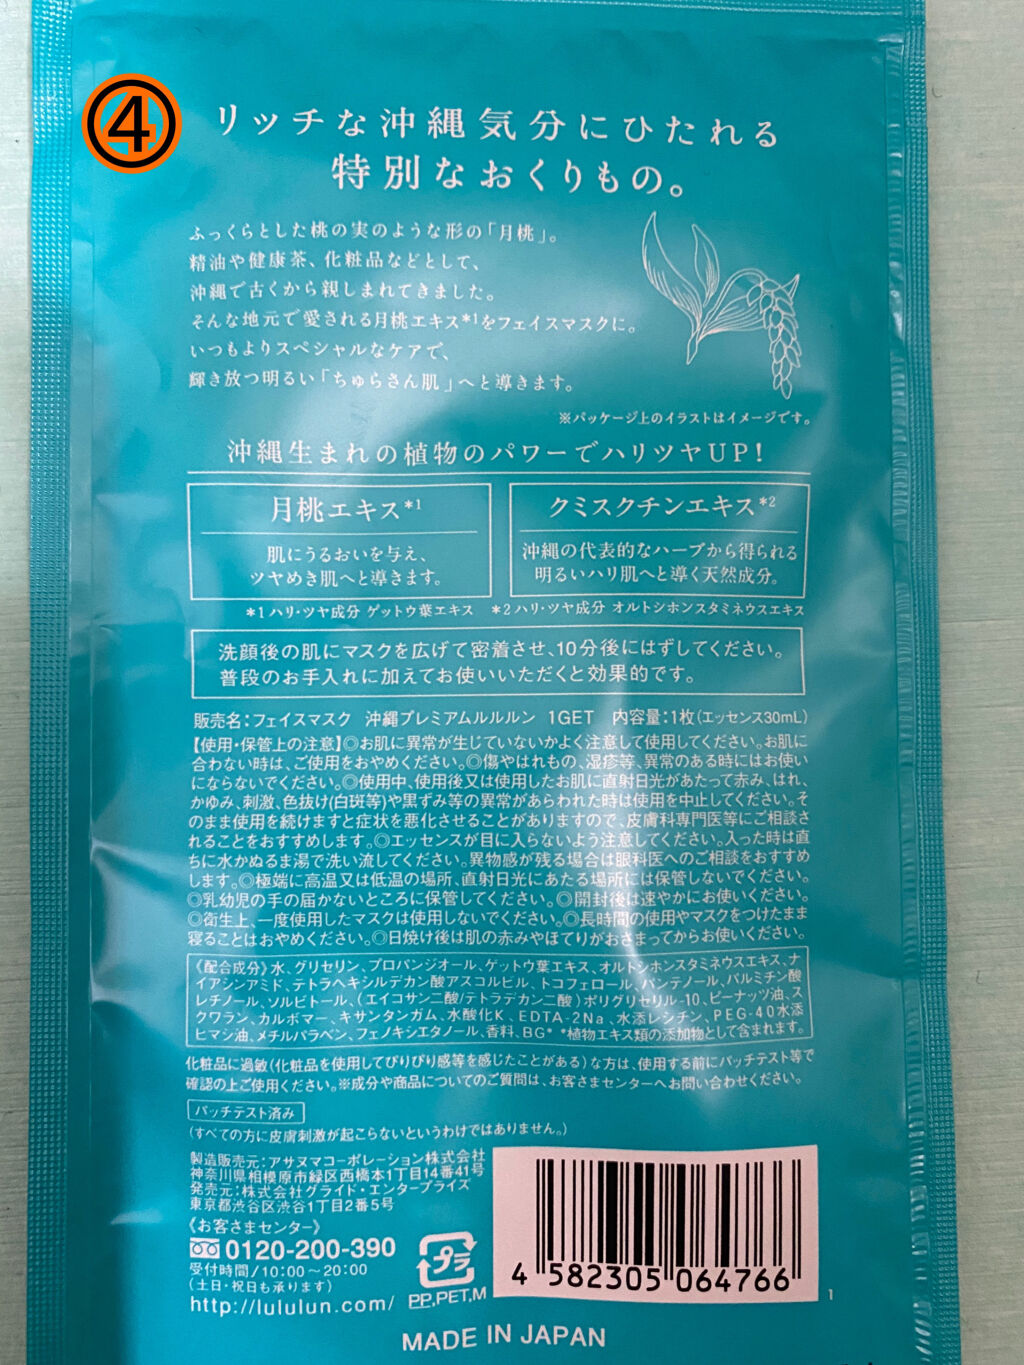 ④
リッチな沖縄気分にひたれる
特別なおくりもの。
ふっくらとした桃の実のような形の「月桃」。
精油や健康茶、化粧品などとして、
沖縄で古くから親しまれてきました。
そんな地元で愛される月桃エキス*1をフェイスマスクに。
いつもよりスペシャルなケアで、
輝き放つ明るい「ちゅらさん肌」へと導きます。
※パッケージ上のイラストはイメージです。
沖縄生まれの植物のパワーでハリツヤUP!
月桃エキス*1
肌にうるおいを与え、
ツヤめき肌へと導きます。
クミスクチンエキス*2
沖縄の代表的なハーブから得られる
明るいハリ肌へと導く天然成分。
*1 ハリ・ツヤ成分 ゲットウ葉エキス *2 ハリ・ツヤ成分 オルトシホンスタミネウスエキス
洗顔後の肌にマスクを広げて密着させ、10分後にはずしてください。
普段のお手入れに加えてお使いいただくと効果的です。
販売名:フェイスマスク 沖縄プレミアムルルルン 1GET 内容量:1枚(エッセンス30mL)
【使用・保管上の注意】◎お肌に異常が生じていないかよく注意して使用してください。お肌に
合わない時は、ご使用をおやめください。◎傷やはれもの、湿疹等、異常のある時にはお使い
にならないでください。◎使用中、使用後又は使用したお肌に直射日光があたって赤み、はれ、
かゆみ、刺激、色抜け(白斑等)や黒ずみ等の異常があらわれた時は使用を中止してください。そ
のまま使用を続けますと症状を悪化させることがありますので、皮膚科専門医等にご相談さ
れることをおすすめします。◎エッセンスが目に入らないよう注意してください。入った時は直
ちに水かぬるま湯で洗い流してください。異物感が残る場合は眼科医へのご相談をおすすめ
します。◎極端に高温又は低温の場所、直射日光にあたる場所には保管しないでください。
◎乳幼児の手の届かないところに保管してください。◎開封後は速やかにお使いください。
◎衛生上、一度使用したマスクは使用しないでください。◎長時間の使用やマスクをつけたまま
寝ることはおやめください。◎日焼け後は肌の赤みやほてりがおさまってからお使いください。
《配合成分》水、グリセリン、プロパンジオール、ゲットウ葉エキス、オルトシホンスタミネウスエキス、ナ
イアシンアミド、テトラヘキシルデカン酸アスコルビル、トコフェロール、パンテノール、パルミチン酸
レチノール、ソルビトール、(エイコサン二酸/テトラデカン二酸)ポリグリセリル-10、ピーナッツ油、ス
クワラン、カルボマー、キサンタンガム、水酸化K、EDTA-2Na、水添レシチン、PEG-40水添
ヒマシ油、メチルパラベン、フェノキシエタノール、香料、BG* *植物エキス類の添加物として含まれます。
化粧品に過敏(化粧品を使用してぴりぴり感等を感じたことがある)な方は、使用する前にパッチテスト等で
確認の上ご使用ください。※成分や商品についてのご質問は、お客さまセンターへお問い合わせください。
パッチテスト済み
(すべての方に皮膚刺激が起こらないというわけではありません。)
製造販売元:アサヌマコーポレーション株式会社
神奈川県相模原市緑区西橋本1丁目14番41号
発売元:株式会社グライド・エンタープライズ
東京都渋谷区渋谷1丁目2番5号
《お客さまセンター》
0120-200-390
受付時間/10:00〜20:00
(土日・祝日も承ります)
http://lululun.com/
プラ
PP,PET,M
4 582305 064766
1
MADE IN JAPAN